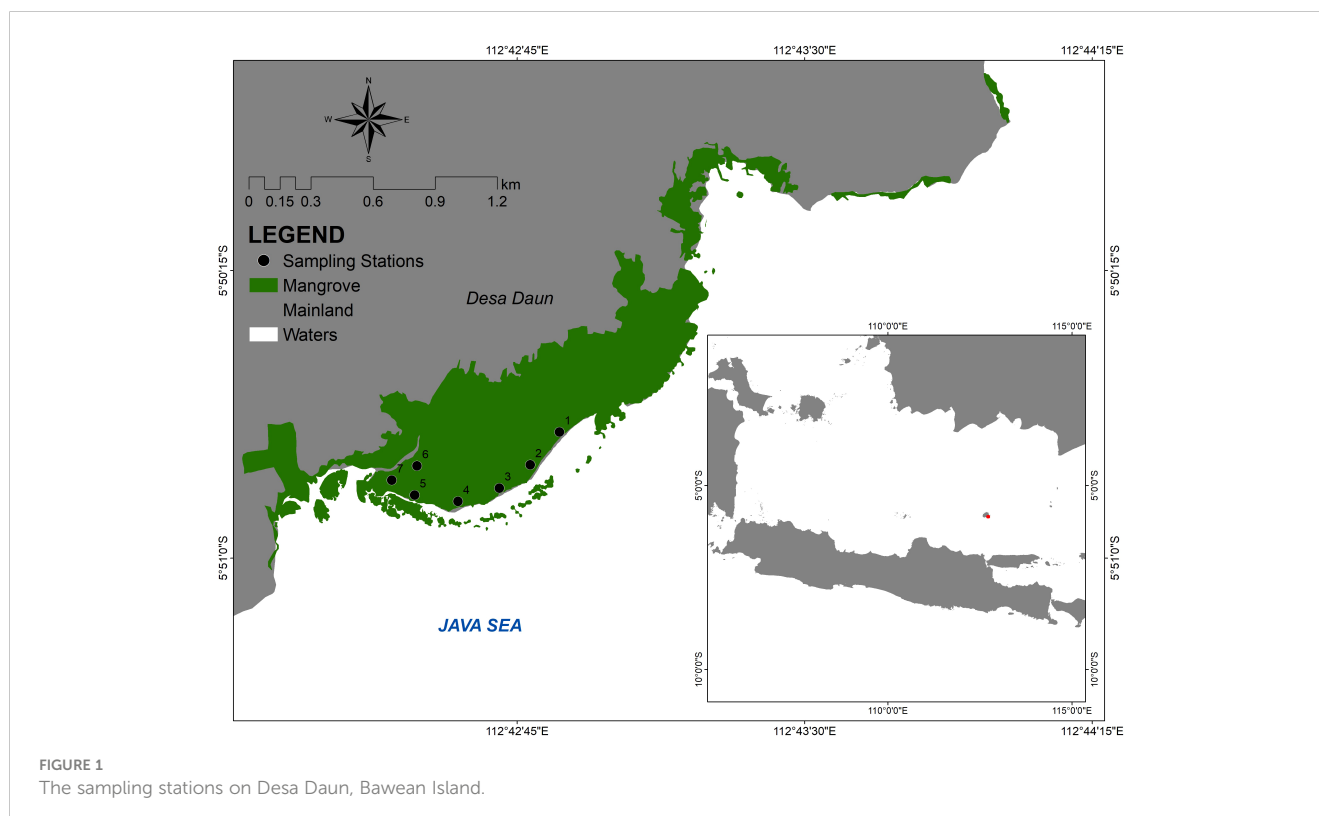 112°42'45"E 112°43'30"E 112°44'15"E
N
W E
S
km
0 0.15 0.3 0.6 0.9 1.2
LEGEND
Sampling Stations
Mangrove
Mainland
Waters
5°50'15"S
5°50'15"S
Desa Daun
110°0'0"E 115°0'0"E
1
2
3
4
5
6
7
5°0'0"S
5°0'0"S
5°51'0"S
5°51'0"S
JAVA SEA
10°0'0"S
10°0'0"S
110°0'0"E 115°0'0"E
112°42'45"E 112°43'30"E 112°44'15"E
FIGURE 1
The sampling stations on Desa Daun, Bawean Island.